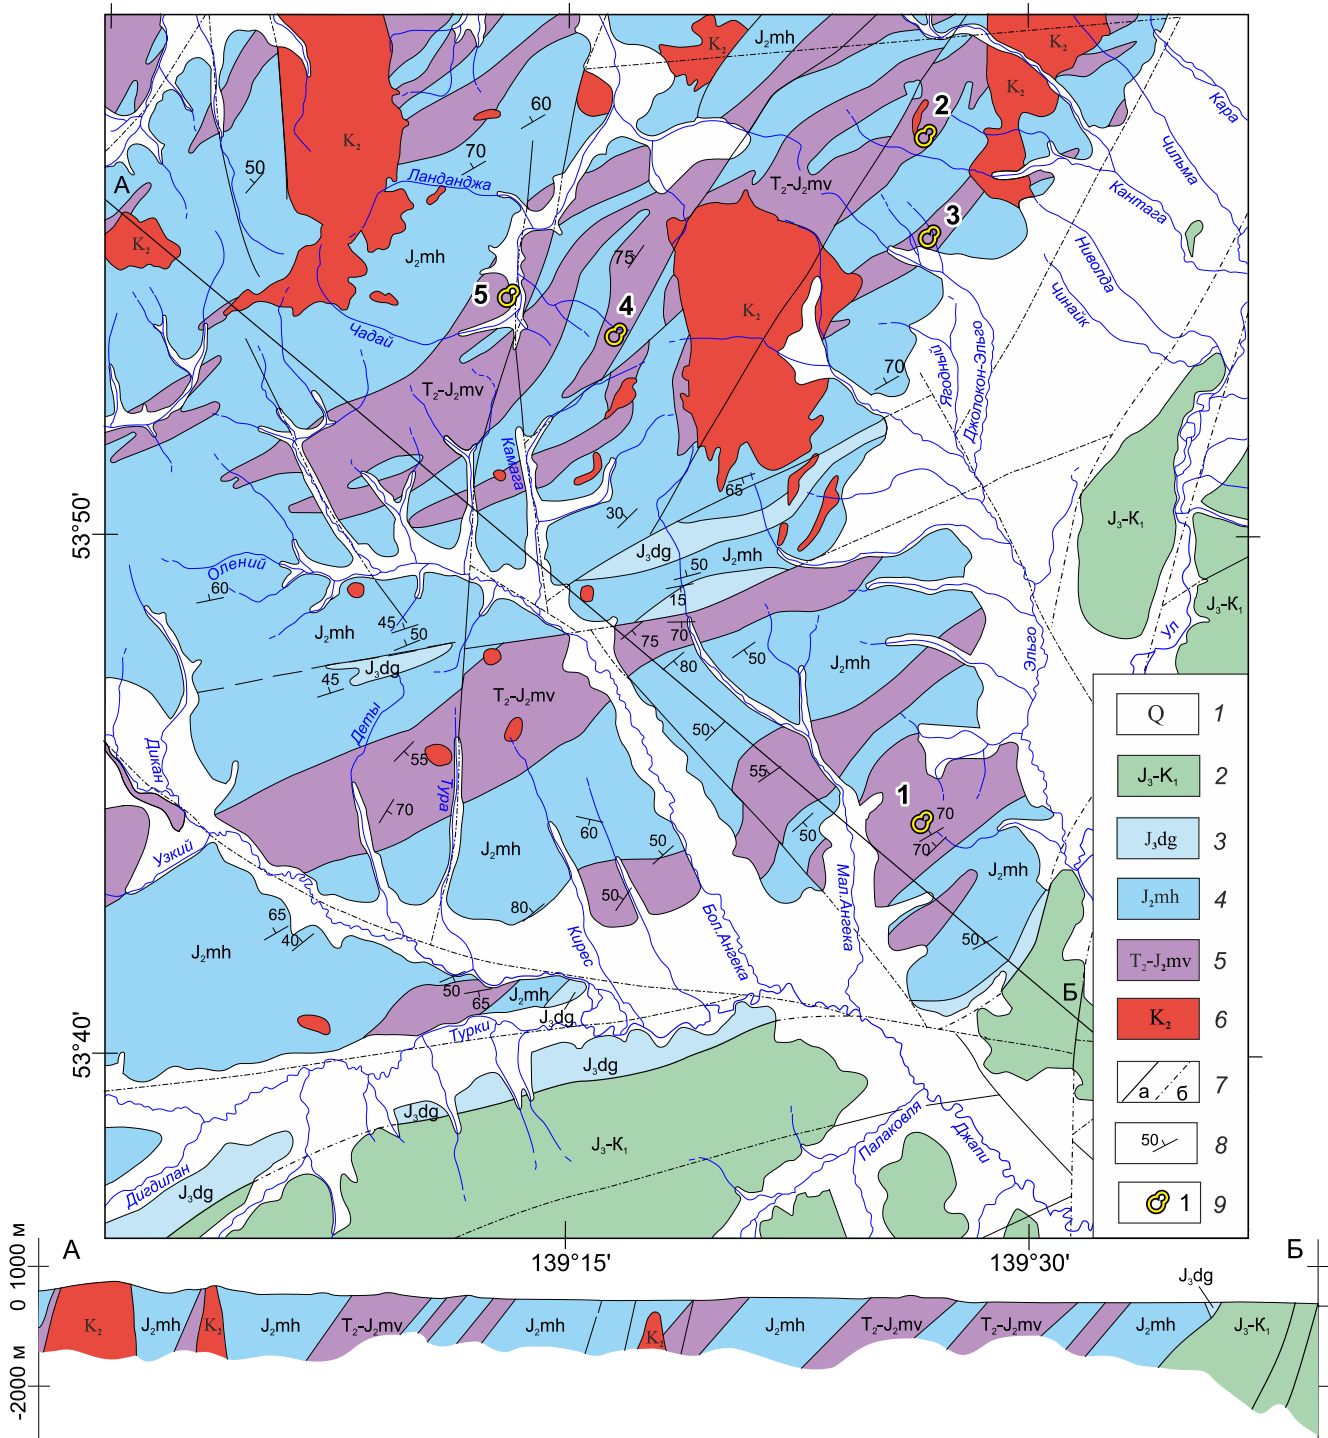 K₂
J₂mh
K₂
K₂
2
60
Кара
70
K₂
Чильма
50
Ланданджа
А
T₂-J₂mv
Кантага
3
K₂
J₂mh
75
Ниволда
5
4
K₂
Чинайк
Чадай
Ягодный
Джолокон-Эльго
70
T₂-J₂mv
Камага
65
30
J₃-K₁
53°50'
J₃dg
J₂mh
Олений
50
60
15
J₃-K₁
45
50
J₂mh
75
70
80
50
J₂mh
Эльго
Ул
J₃dg
45
T₂-J₂mv
Деты
Дикан
50
55
Тура
55
70
1
70
Узкий
60
50
50
70
J₂mh
J₂mh
50
Мал.Ангека
80
Бол.Ангека
65
40
Кирес
50
J₂mh
50
65
J₂mh
Б
Турки
J₃dg
53°40'
J₃dg
J₃dg
Палаковля
Джапи
J₃-K₁
Дигдилан
J₃dg
Q 1
J₃-K₁ 2
J₃dg 3
J₂mh 4
T₂-J₂mv 5
K₂ 6
а б 7
50 8
1 9
139°15'
139°30'
А
Б
1000 м
0
-2000 м
K₂
J₂mh
K₂
J₂mh
T₂-J₂mv
J₂mh
K₂
J₂mh
T₂-J₂mv
T₂-J₂mv
J₂mh
J₃dg
J₃-K₁